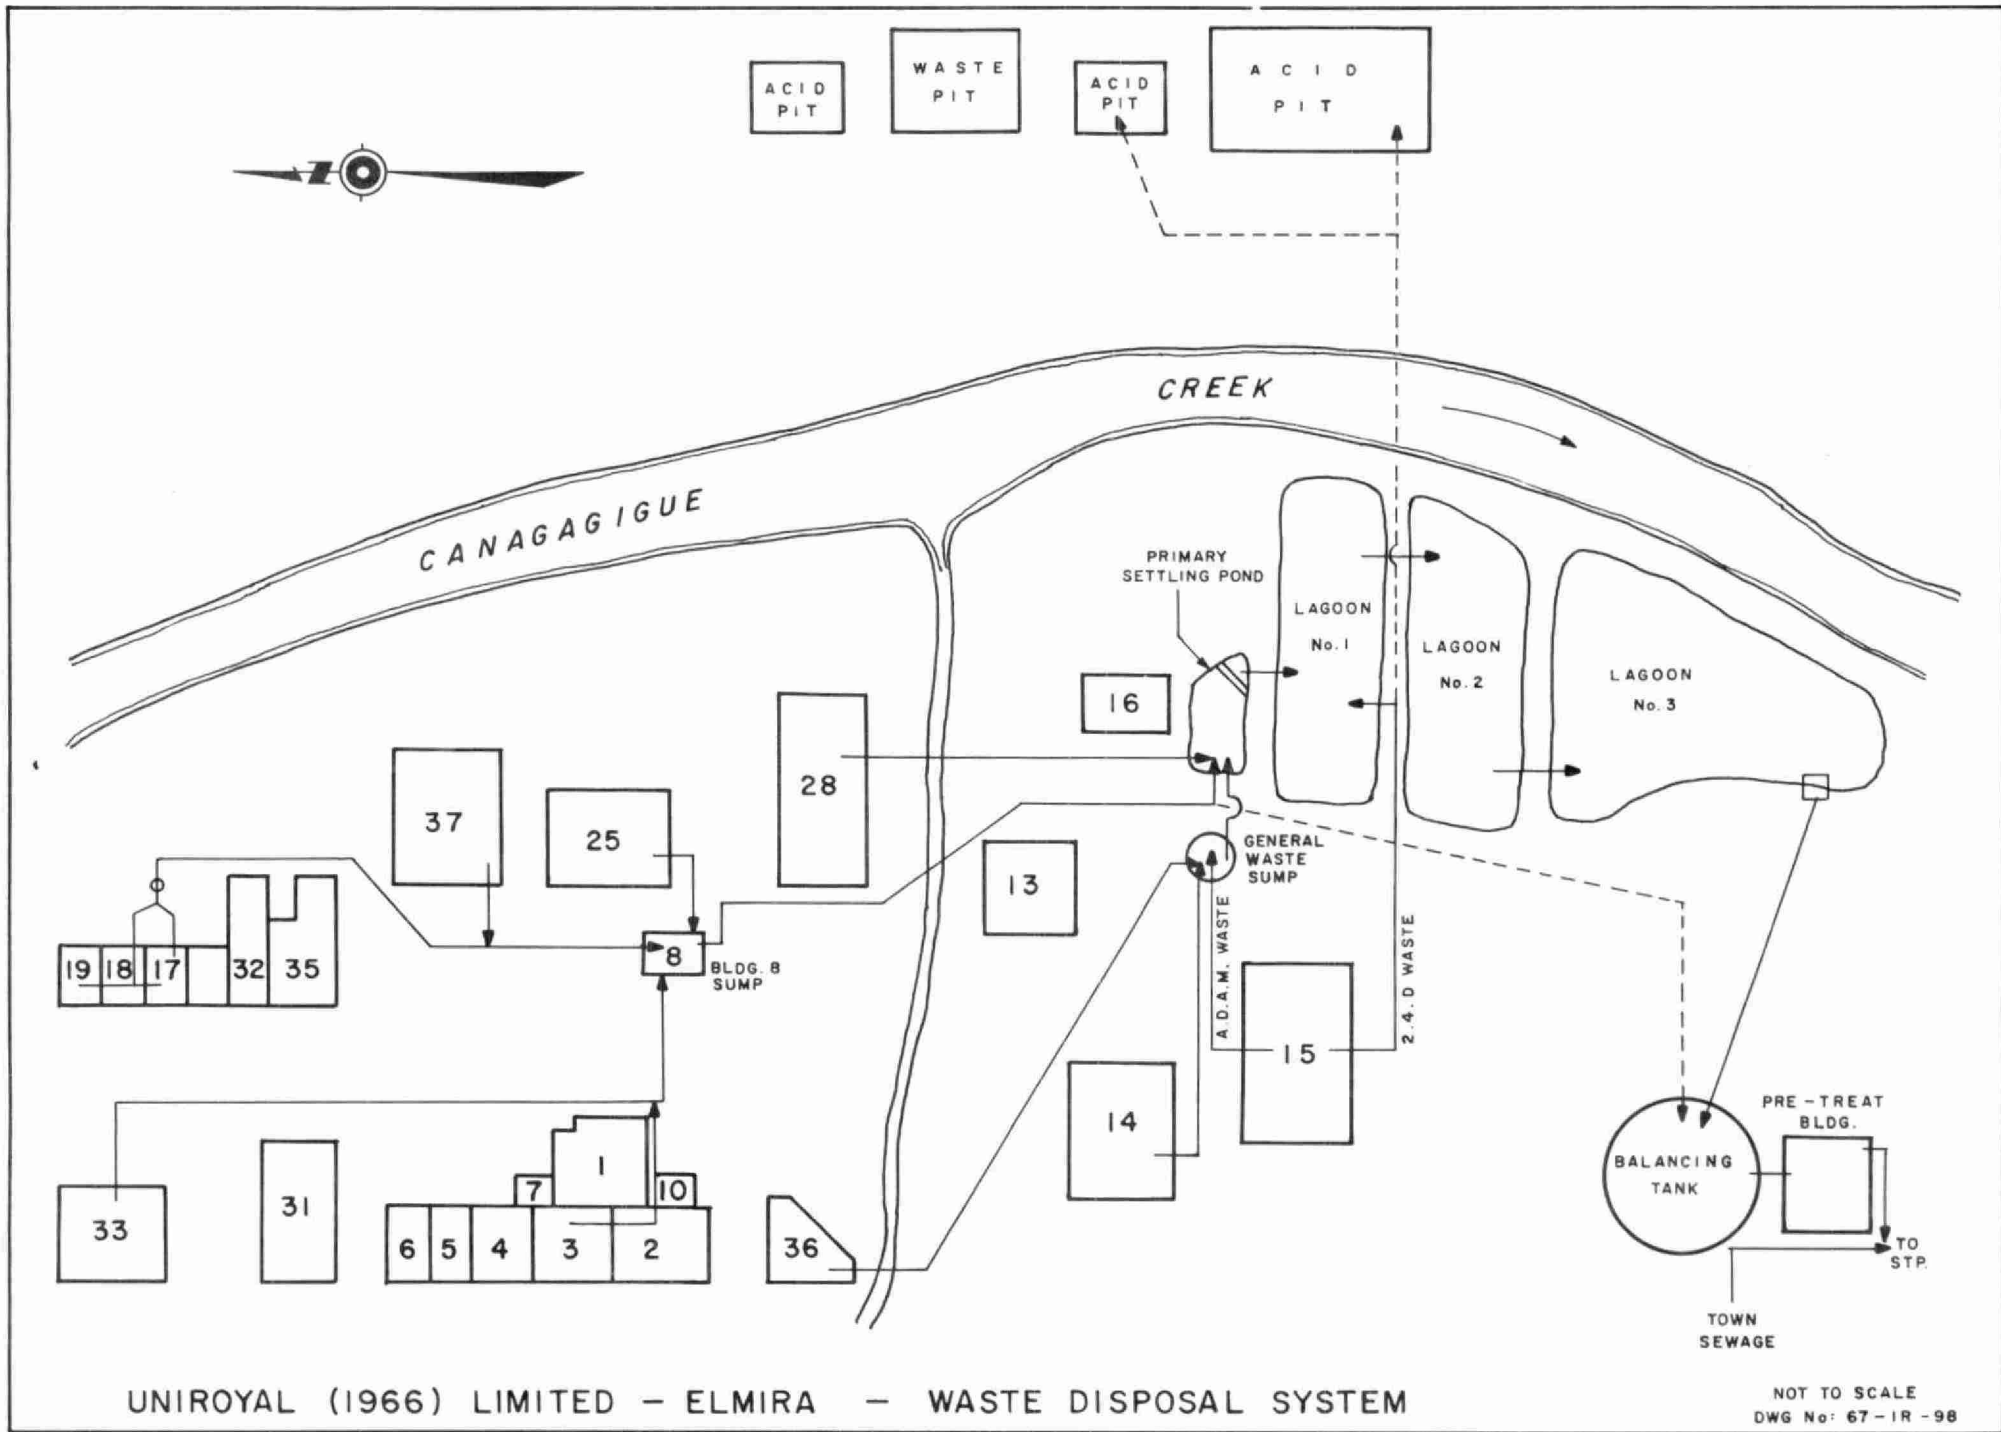 ACID
PIT
WASTE
PIT
ACID
PIT
ACID
PIT
N
CREEK
CANAGAGIGUE
PRIMARY
SETTLING POND
LAGOON
No. 1
LAGOON
No. 2
LAGOON
No. 3
16
28
37
25
13
GENERAL
WASTE
SUMP
19
18
17
32
35
8
BLDG. 8
SUMP
A.D.A.M. WASTE
2.4.D WASTE
15
14
33
31
1
7
10
6
5
4
3
2
36
PRE-TREAT
BLDG.
BALANCING
TANK
TO
STP.
TOWN
SEWAGE
UNIROYAL (1966) LIMITED - ELMIRA - WASTE DISPOSAL SYSTEM
NOT TO SCALE
DWG No: 67-IR-98